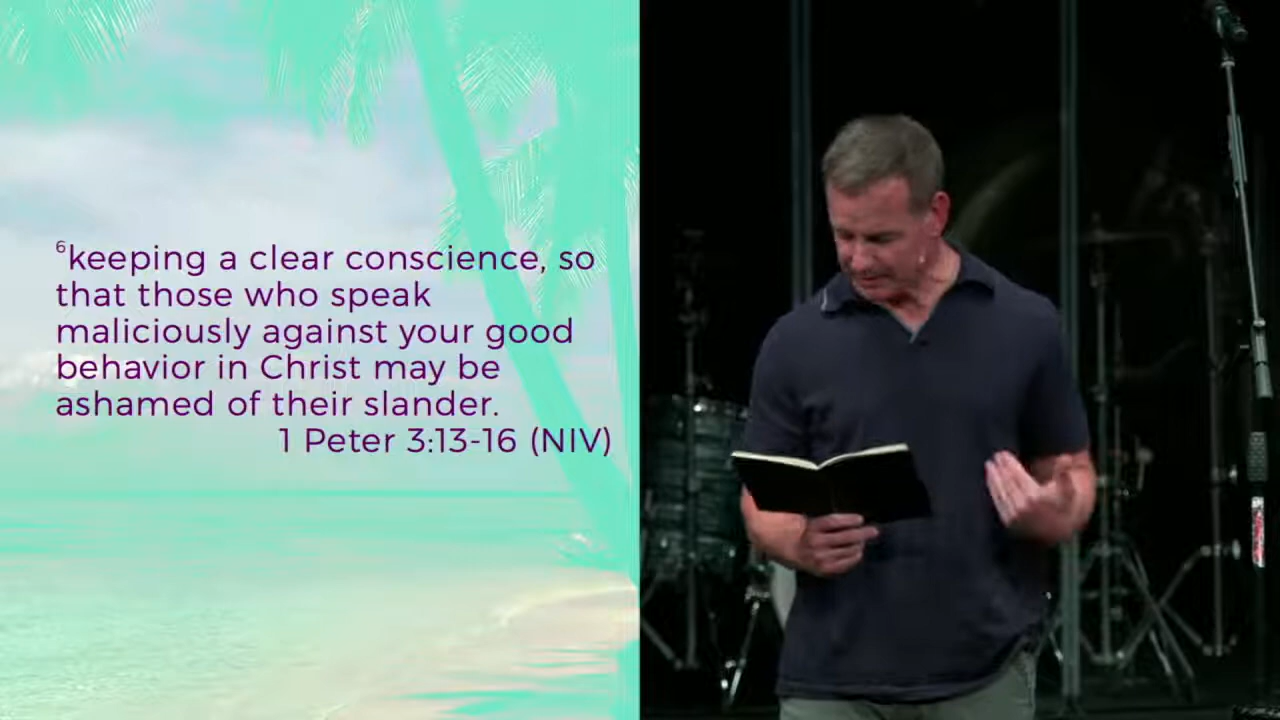 ⁶keeping a clear conscience, so
that those who speak
maliciously against your good
behavior in Christ may be
ashamed of their slander.
1 Peter 3:13-16 (NIV)